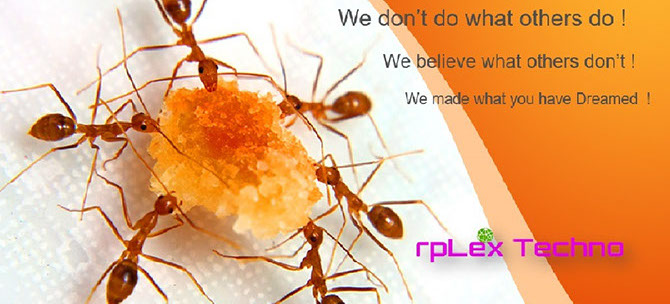 We don't do what others do !
We believe what others don't !
We made what you have Dreamed !
rpLex Techno